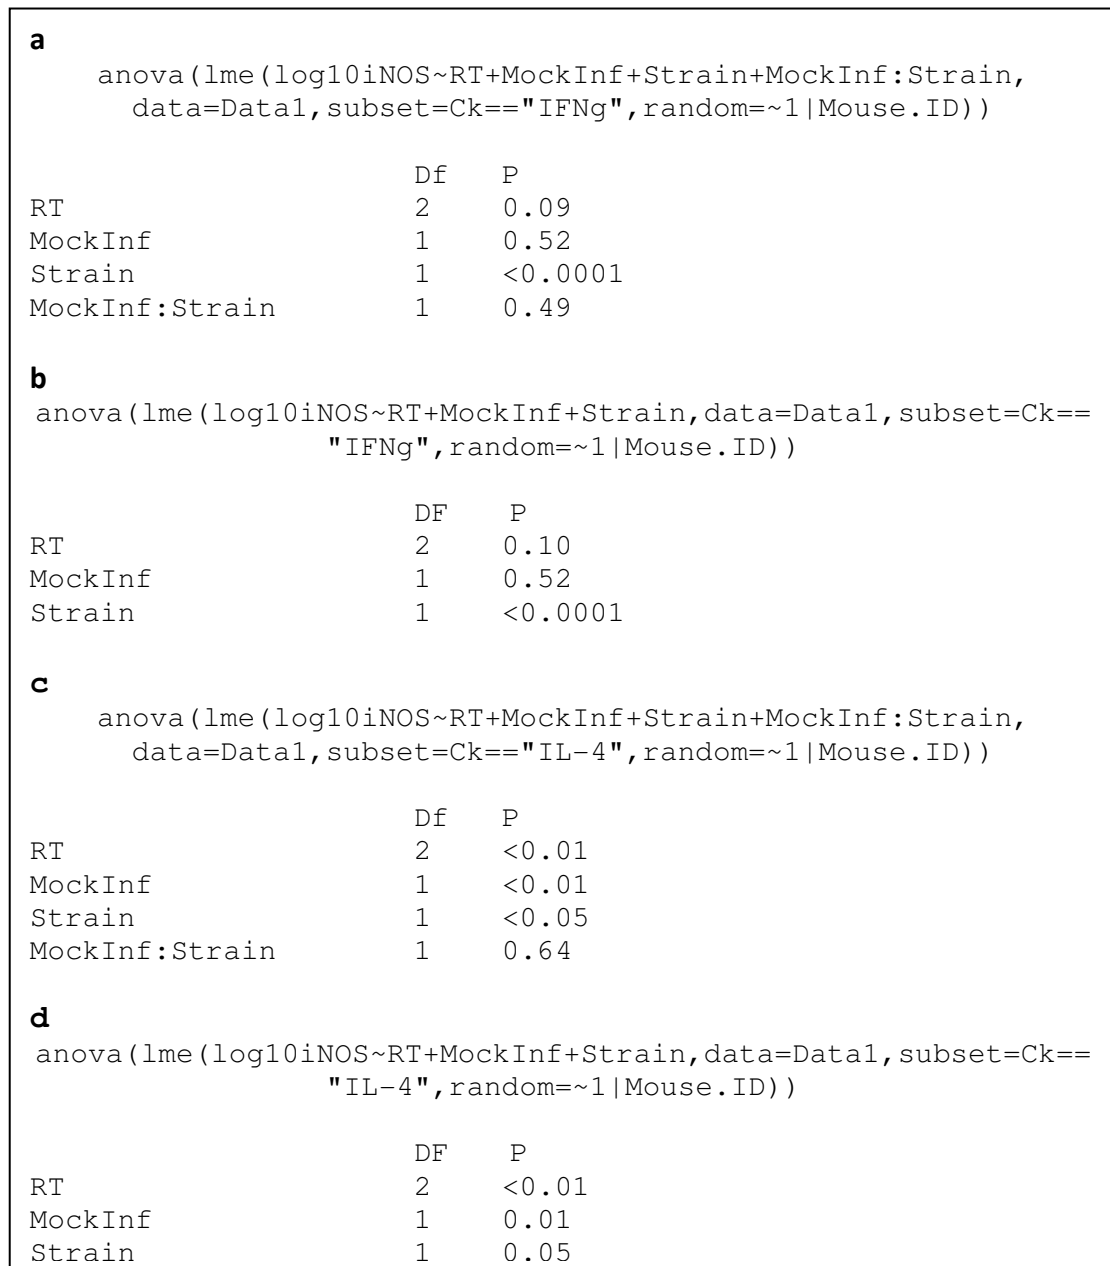 a
anova(lme(log10iNOS~RT+MockInf+Strain+MockInf:Strain,
data=Data1,subset=Ck=="IFNg",random=~1|Mouse.ID))
Df P
RT 2 0.09
MockInf 1 0.52
Strain 1 <0.0001
MockInf:Strain 1 0.49
b
anova(lme(log10iNOS~RT+MockInf+Strain,data=Data1,subset=Ck==
"IFNg",random=~1|Mouse.ID))
DF P
RT 2 0.10
MockInf 1 0.52
Strain 1 <0.0001
c
anova(lme(log10iNOS~RT+MockInf+Strain+MockInf:Strain,
data=Data1,subset=Ck=="IL-4",random=~1|Mouse.ID))
Df P
RT 2 <0.01
MockInf 1 <0.01
Strain 1 <0.05
MockInf:Strain 1 0.64
d
anova(lme(log10iNOS~RT+MockInf+Strain,data=Data1,subset=Ck==
"IL-4",random=~1|Mouse.ID))
DF P
RT 2 <0.01
MockInf 1 0.01
Strain 1 0.05